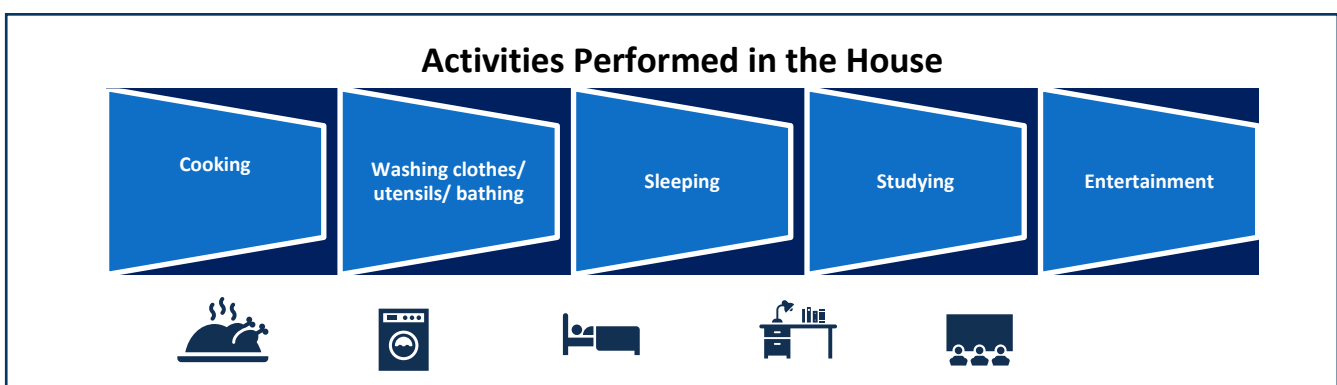 Activities Performed in the House
Cooking
Washing clothes/
utensils/ bathing
Sleeping
Studying
Entertainment